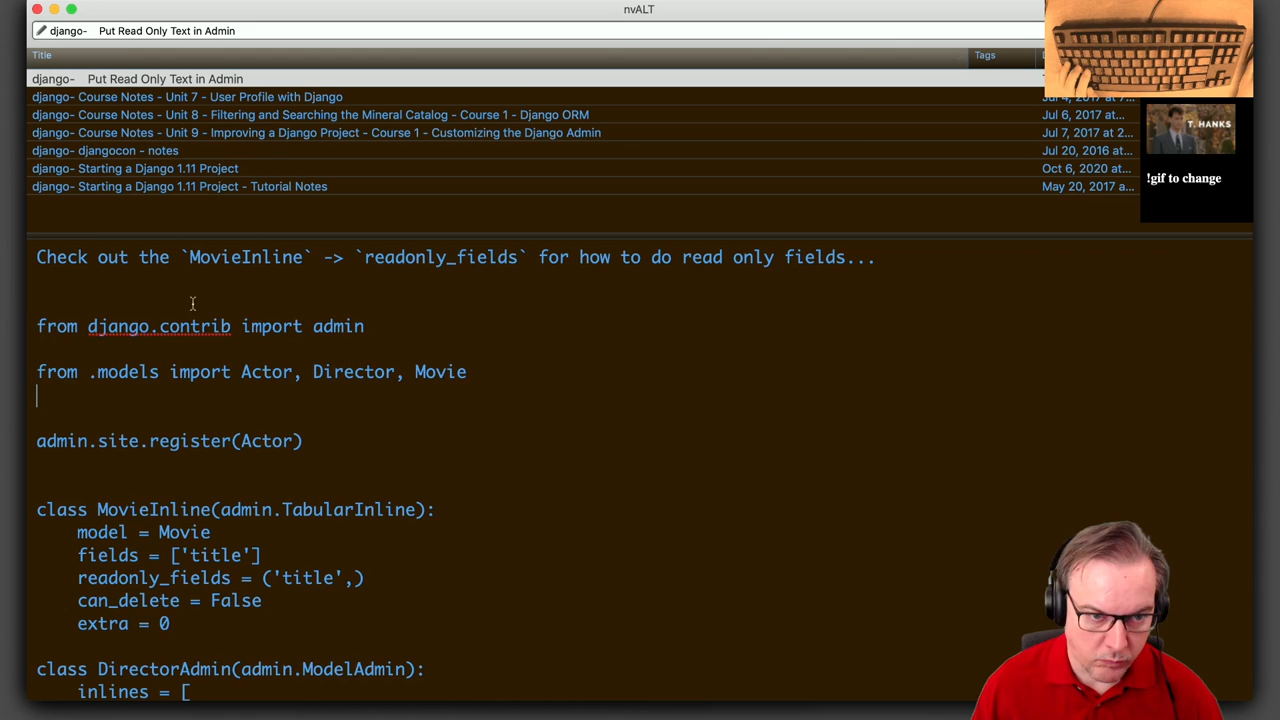 nvALT
django- Put Read Only Text in Admin
Title
Tags
django- Put Read Only Text in Admin
django- Course Notes - Unit 7 - User Profile with Django
Jul 4, 2017 at 7...
django- Course Notes - Unit 8 - Filtering and Searching the Mineral Catalog - Course 1 - Django ORM
Jul 6, 2017 at...
django- Course Notes - Unit 9 - Improving a Django Project - Course 1 - Customizing the Django Admin
Jul 7, 2017 at 2...
django- djangocon - notes
Jul 20, 2016 at...
django- Starting a Django 1.11 Project
Oct 6, 2020 at...
django- Starting a Django 1.11 Project - Tutorial Notes
May 20, 2017 a...
T. HANKS
!gif to change
Check out the `MovieInline` -> `readonly_fields` for how to do read only fields...
from django.contrib import admin
from .models import Actor, Director, Movie
admin.site.register(Actor)
class MovieInline(admin.TabularInline):
    model = Movie
    fields = ['title']
    readonly_fields = ('title',)
    can_delete = False
    extra = 0
class DirectorAdmin(admin.ModelAdmin):
    inlines = [